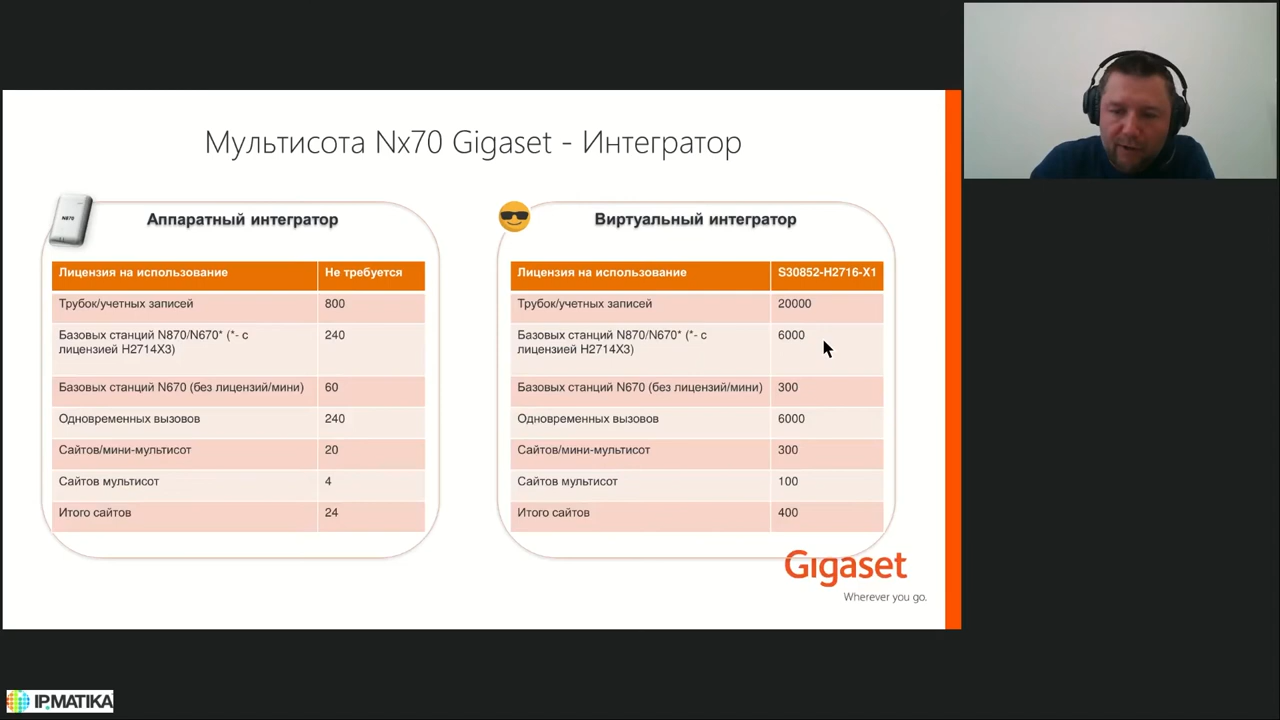 Мультисота Nx70 Gigaset - Интегратор
N870
Аппаратный интегратор
Лицензия на использование Не требуется
Трубок/учетных записей 800
Базовых станций N870/N670* (*- с 240
лицензией H2714X3)
Базовых станций N670 (без лицензий/мини) 60
Одновременных вызовов 240
Сайтов/мини-мультисот 20
Сайтов мультисот 4
Итого сайтов 24
Виртуальный интегратор
Лицензия на использование S30852-H2716-X1
Трубок/учетных записей 20000
Базовых станций N870/N670* (*- с 6000
лицензией H2714X3)
Базовых станций N670 (без лицензий/мини) 300
Одновременных вызовов 6000
Сайтов/мини-мультисот 300
Сайтов мультисот 100
Итого сайтов 400
Gigaset
Wherever you go.
IPMATIKA